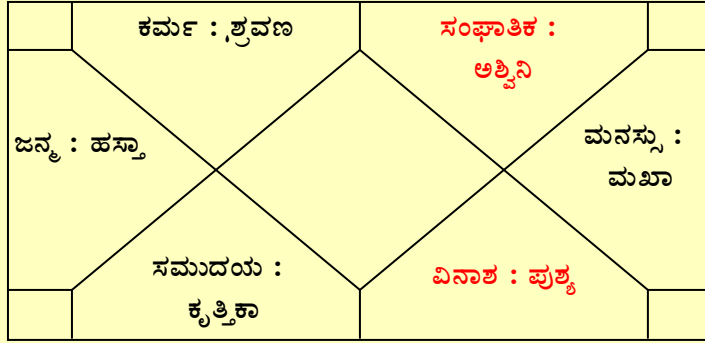 ಕರ್ಮ : ಶ್ರವಣ
ಸಂಘಾತಿಕ :
ಅಶ್ವಿನಿ
ಜನ್ಮ : ಹಸ್ತಾ
ಮನಸ್ಸು :
ಮಖಾ
ಸಮುದಯ :
ಕೃತ್ತಿಕಾ
ವಿನಾಶ : ಪುಶ್ಯ